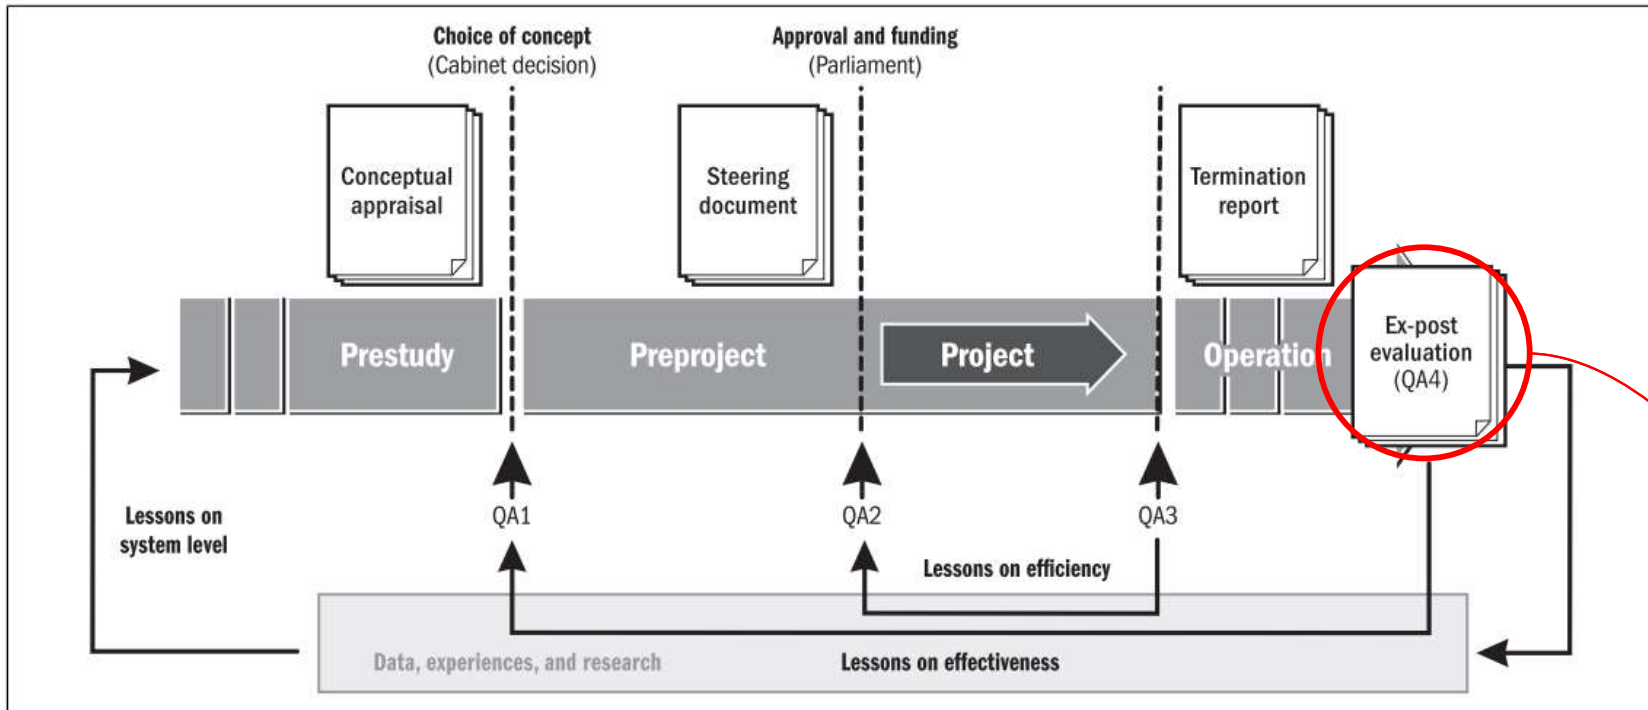 Choice of concept
(Cabinet decision)
Approval and funding
(Parliament)
Conceptual
appraisal
Steering
document
Termination
report
Prestudy
Preproject
Project
Operation
Ex-post
evaluation
(QA4)
QA1
QA2
QA3
Lessons on
system level
Lessons on efficiency
Data, experiences, and research
Lessons on effectiveness